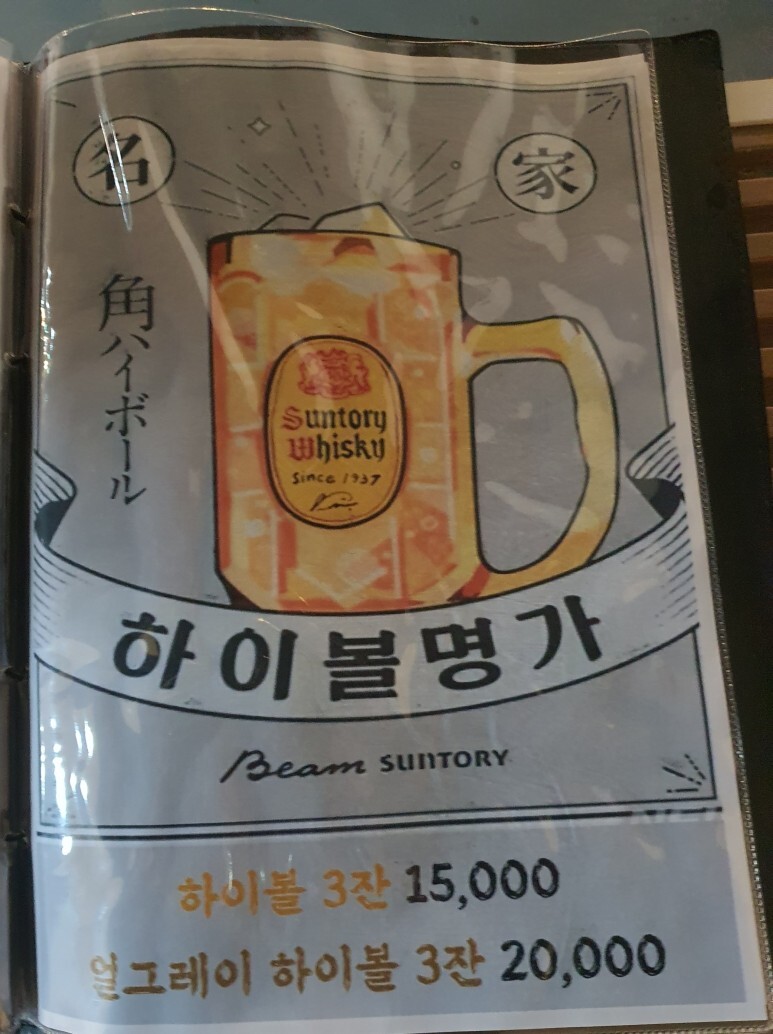 名 家
角ハイボール
Suntory
Whisky
Since 1937
하이볼명가
Beam SUNTORY
하이볼 3잔 15,000
얼그레이 하이볼 3잔 20,000